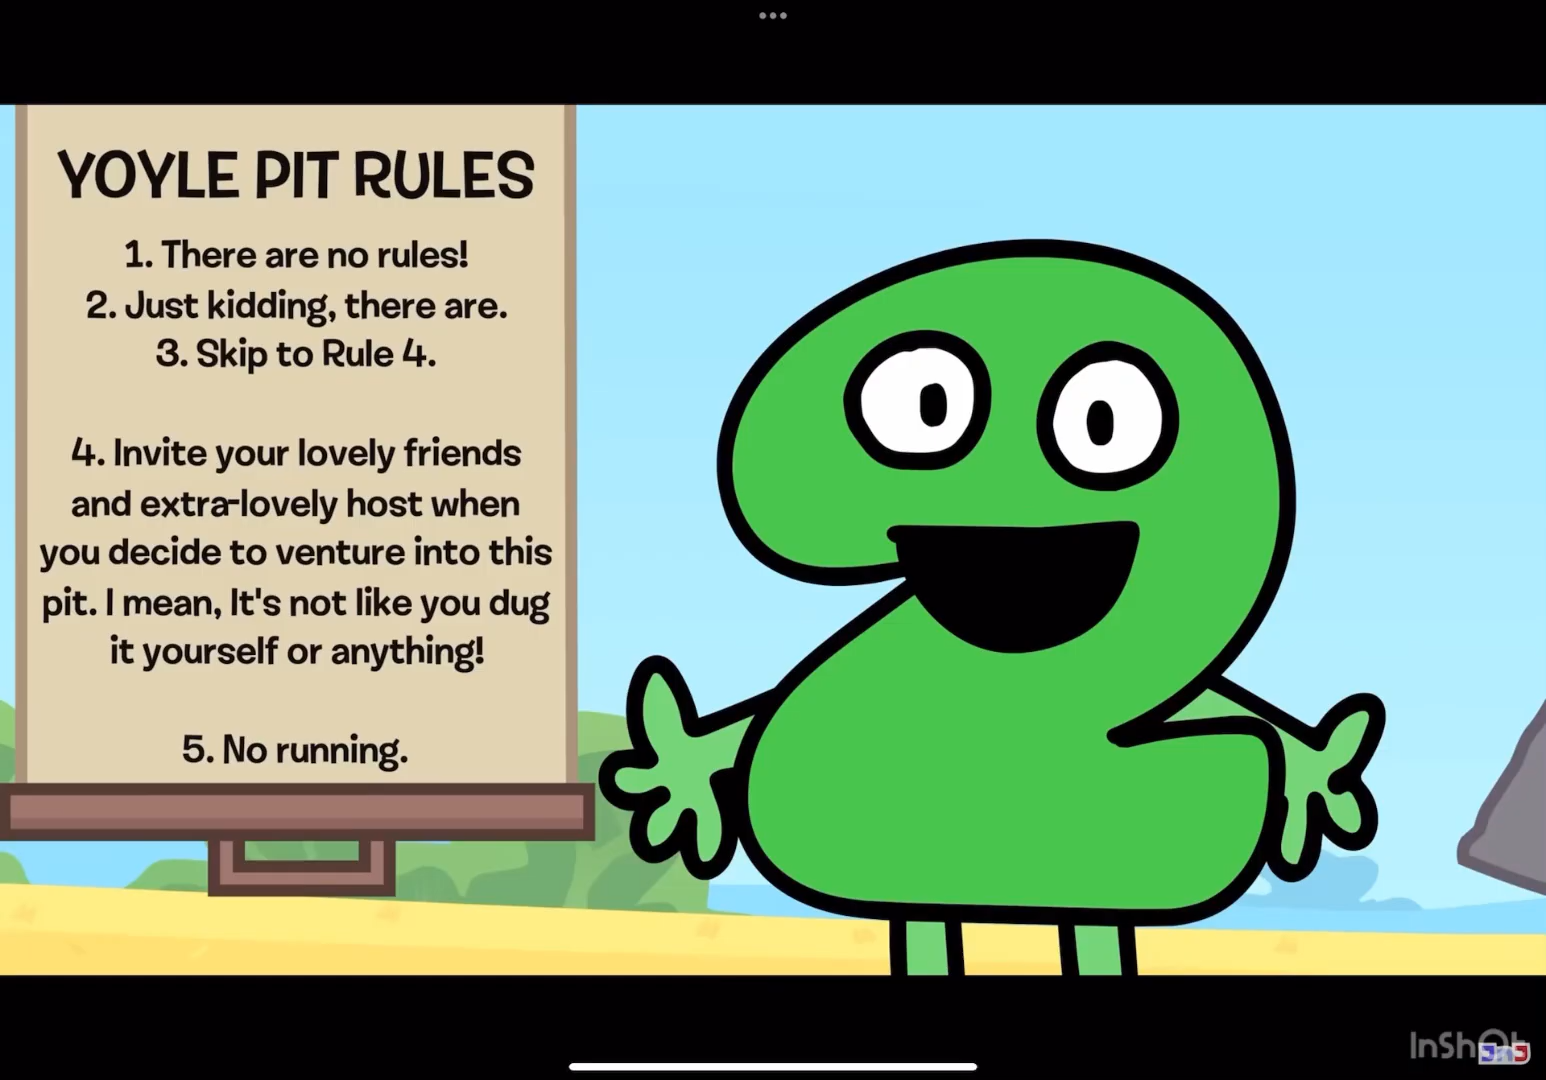 YOYLE PIT RULES
1. There are no rules!
2. Just kidding, there are.
3. Skip to Rule 4.
4. Invite your lovely friends
and extra-lovely host when
you decide to venture into this
pit. I mean, It's not like you dug
it yourself or anything!
5. No running.
InShOt